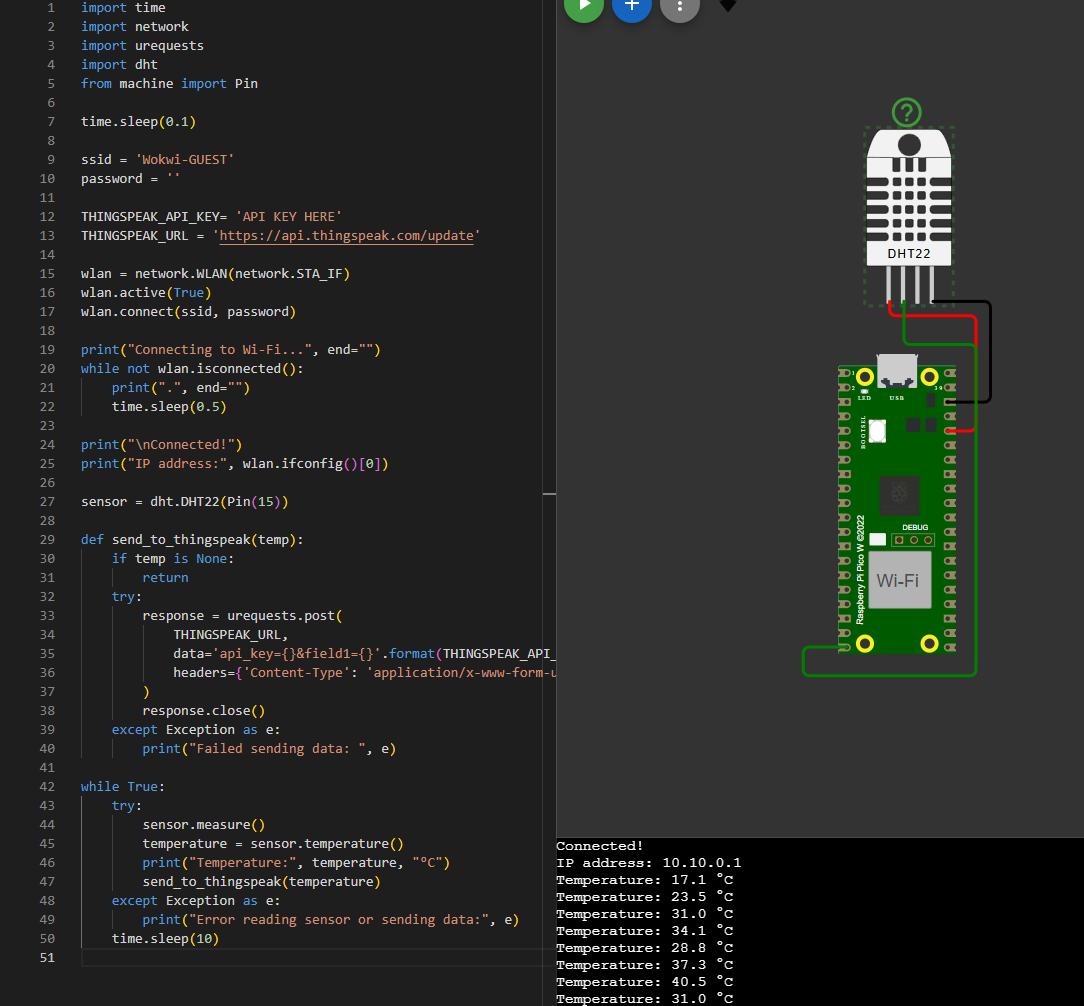 1 import time
2 import network
3 import urequests
4 import dht
5 from machine import Pin
6
7 time.sleep(0.1)
8
9 ssid = 'Wokwi-GUEST'
10 password = ''
11
12 THINGSPEAK_API_KEY= 'API KEY HERE'
13 THINGSPEAK_URL = 'https://api.thingspeak.com/update'
14
15 wlan = network.WLAN(network.STA_IF)
16 wlan.active(True)
17 wlan.connect(ssid, password)
18
19 print("Connecting to Wi-Fi...", end="")
20 while not wlan.isconnected():
21     print(".", end="")
22     time.sleep(0.5)
23
24 print("\nConnected!")
25 print("IP address:", wlan.ifconfig()[0])
26
27 sensor = dht.DHT22(Pin(15))
28
29 def send_to_thingspeak(temp):
30     if temp is None:
31         return
32     try:
33         response = urequests.post(
34             THINGSPEAK_URL,
35             data='api_key={}&field1={}'.format(THINGSPEAK_API_
36             headers={'Content-Type': 'application/x-www-form-u
37         )
38         response.close()
39     except Exception as e:
40         print("Failed sending data: ", e)
41
42 while True:
43     try:
44         sensor.measure()
45         temperature = sensor.temperature()
46         print("Temperature:", temperature, "°C")
47         send_to_thingspeak(temperature)
48     except Exception as e:
49         print("Error reading sensor or sending data:", e)
50     time.sleep(10)
51
?
DHT22
1
2
39
LED
USB
BOOTSEL
DEBUG
Raspberry Pi Pico W ©2022
Wi-Fi
Connected!
IP address: 10.10.0.1
Temperature: 17.1 °C
Temperature: 23.5 °C
Temperature: 31.0 °C
Temperature: 34.1 °C
Temperature: 28.8 °C
Temperature: 37.3 °C
Temperature: 40.5 °C
Temperature: 31.0 °C